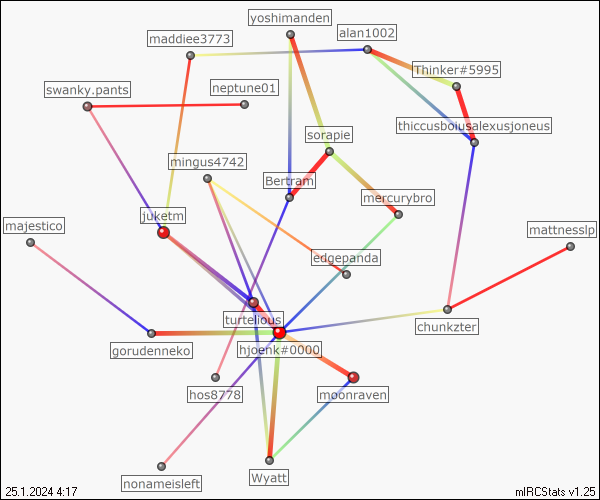 yoshimanden
alan1002
maddiee3773
Thinker#5995
swanky.pants
neptune01
thiccusboiusalexusjoneus
sorapie
mingus4742
Bertram
mercurybro
juketm
majestico
mattnesslp
edgepanda
turtelious
chunkzter
gorudenneko
hjoenk#0000
hos8778
moonraven
Wyatt
nonameisleft
25.1.2024 4:17
mIRCStats v1.25